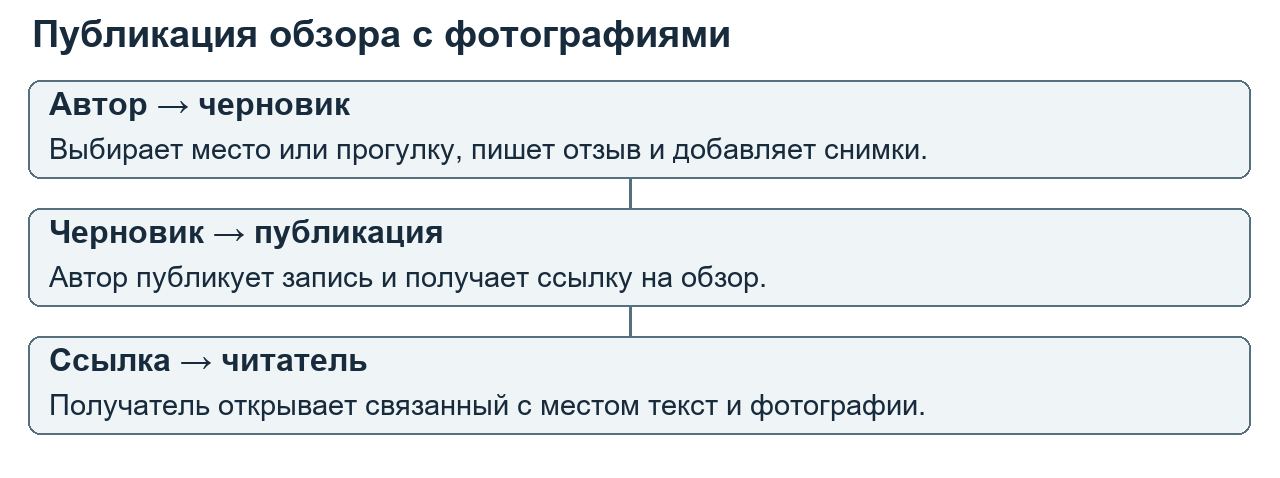 Публикация обзора с фотографиями
Автор → черновик
Выбирает место или прогулку, пишет отзыв и добавляет снимки.
Черновик → публикация
Автор публикует запись и получает ссылку на обзор.
Ссылка → читатель
Получатель открывает связанный с местом текст и фотографии.